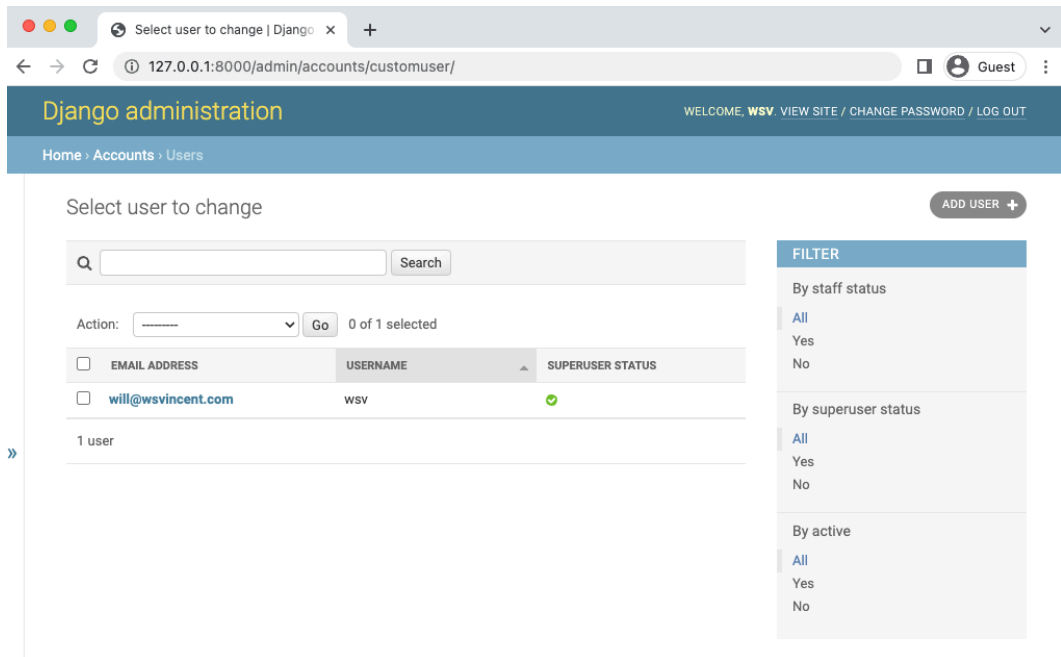 Select user to change | Django
127.0.0.1:8000/admin/accounts/customuser/
Guest
Django administration
WELCOME, WSV. VIEW SITE / CHANGE PASSWORD / LOG OUT
Home › Accounts › Users
Select user to change
ADD USER +
Search
Action: --------- Go 0 of 1 selected
EMAIL ADDRESS USERNAME SUPERUSER STATUS
will@wsvincent.com wsv
1 user
»
FILTER
By staff status
All
Yes
No
By superuser status
All
Yes
No
By active
All
Yes
No